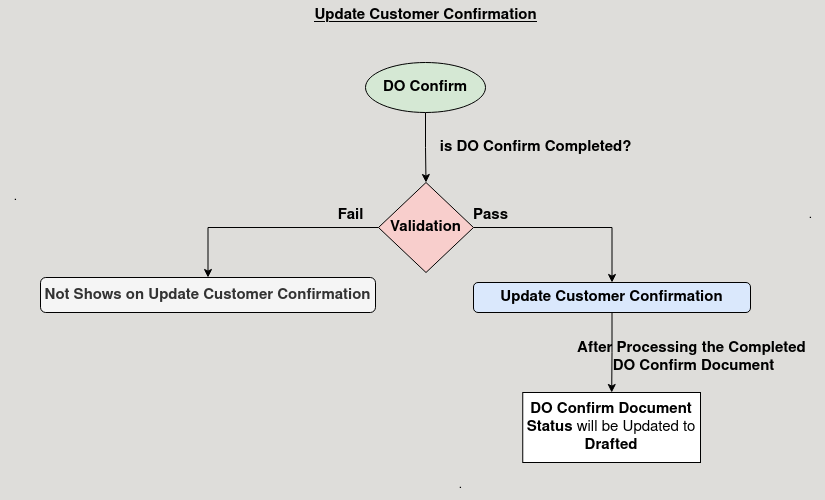 Update Customer Confirmation
DO Confirm
is DO Confirm Completed?
Fail
Pass
Validation
Not Shows on Update Customer Confirmation
Update Customer Confirmation
After Processing the Completed
DO Confirm Document
DO Confirm Document
Status will be Updated to
Drafted